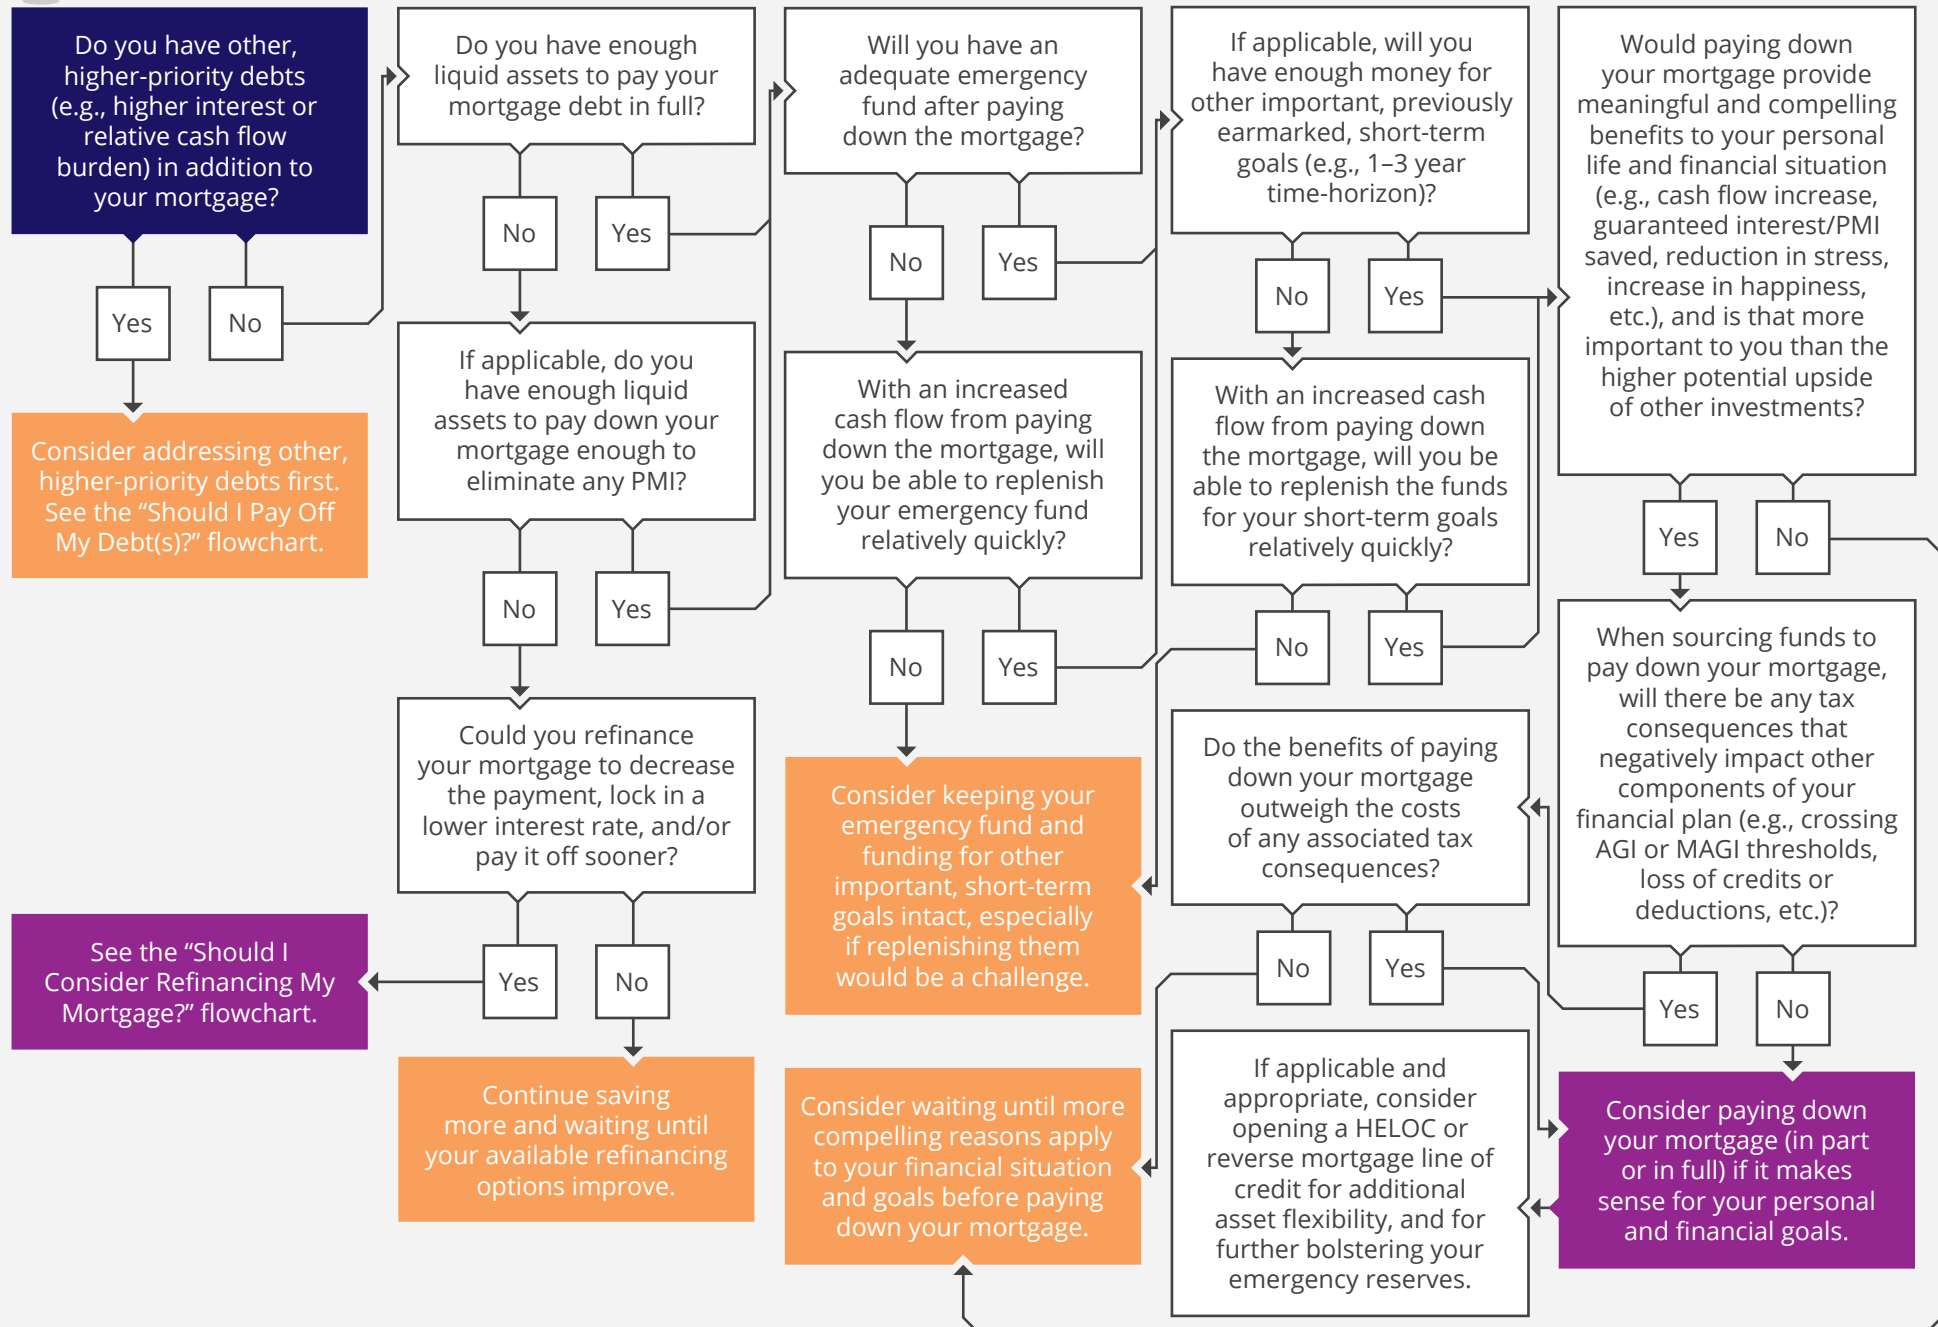 Do you have other,
higher-priority debts
(e.g., higher interest or
relative cash flow
burden) in addition to
your mortgage?
Yes
No
Consider addressing other,
higher-priority debts first.
See the “Should I Pay Off
My Debt(s)?” flowchart.
See the “Should I
Consider Refinancing My
Mortgage?” flowchart.
Do you have enough
liquid assets to pay your
mortgage debt in full?
No
Yes
If applicable, do you
have enough liquid
assets to pay down your
mortgage enough to
eliminate any PMI?
No
Yes
Could you refinance
your mortgage to decrease
the payment, lock in a
lower interest rate, and/or
pay it off sooner?
Yes
No
Continue saving
more and waiting until
your available refinancing
options improve.
Will you have an
adequate emergency
fund after paying
down the mortgage?
No
Yes
With an increased
cash flow from paying
down the mortgage, will
you be able to replenish
your emergency fund
relatively quickly?
No
Yes
Consider keeping your
emergency fund and
funding for other
important, short-term
goals intact, especially
if replenishing them
would be a challenge.
Consider waiting until more
compelling reasons apply
to your financial situation
and goals before paying
down your mortgage.
If applicable, will you
have enough money for
other important, previously
earmarked, short-term
goals (e.g., 1–3 year
time-horizon)?
No
Yes
With an increased cash
flow from paying down
the mortgage, will you be
able to replenish the funds
for your short-term goals
relatively quickly?
No
Yes
Do the benefits of paying
down your mortgage
outweigh the costs
of any associated tax
consequences?
No
Yes
If applicable and
appropriate, consider
opening a HELOC or
reverse mortgage line of
credit for additional
asset flexibility, and for
further bolstering your
emergency reserves.
Would paying down
your mortgage provide
meaningful and compelling
benefits to your personal
life and financial situation
(e.g., cash flow increase,
guaranteed interest/PMI
saved, reduction in stress,
increase in happiness,
etc.), and is that more
important to you than the
higher potential upside
of other investments?
Yes
No
When sourcing funds to
pay down your mortgage,
will there be any tax
consequences that
negatively impact other
components of your
financial plan (e.g., crossing
AGI or MAGI thresholds,
loss of credits or
deductions, etc.)?
Yes
No
Consider paying down
your mortgage (in part
or in full) if it makes
sense for your personal
and financial goals.